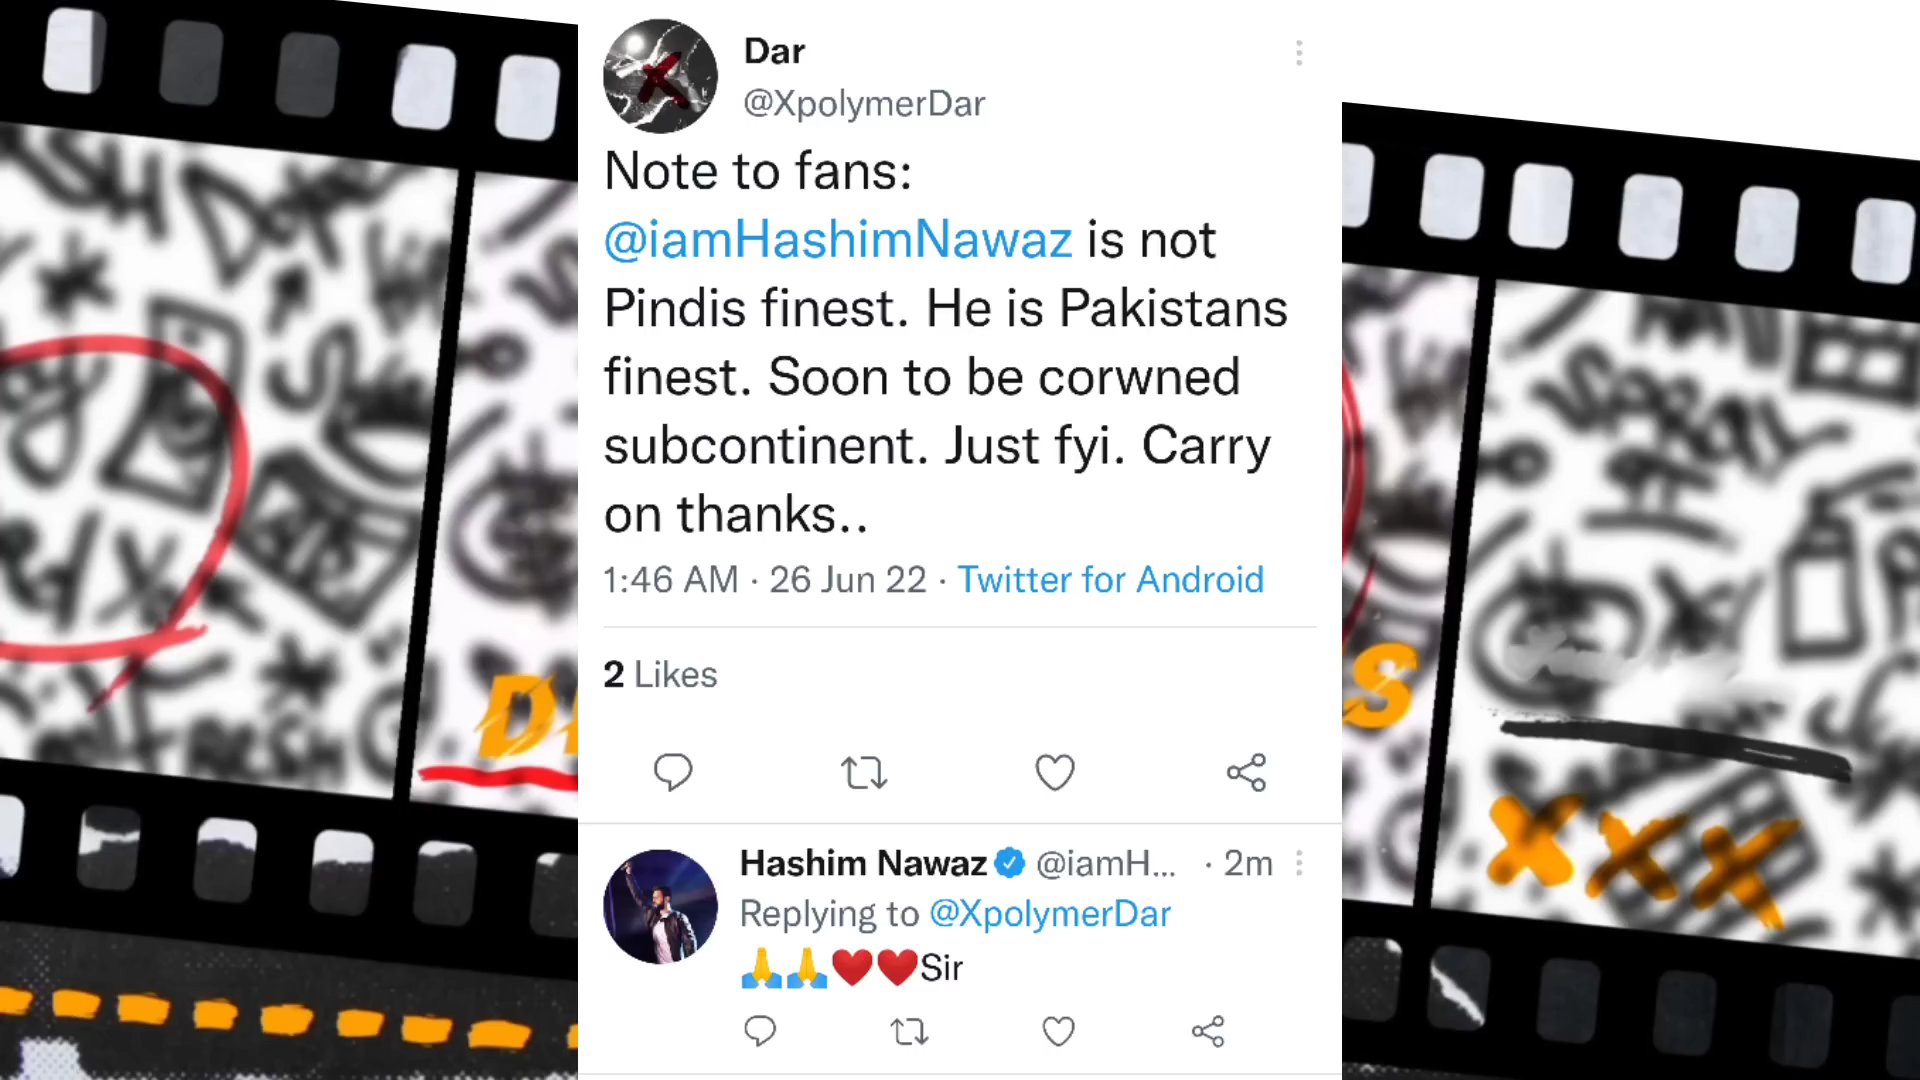 Dar
@XpolymerDar
Note to fans:
@iamHashimNawaz is not
Pindis finest. He is Pakistans
finest. Soon to be corwned
subcontinent. Just fyi. Carry
on thanks..
1:46 AM · 26 Jun 22 · Twitter for Android
2 Likes
Hashim Nawaz @iamH... · 2m
Replying to @XpolymerDar
🙏🙏❤️❤️Sir
S
XXX